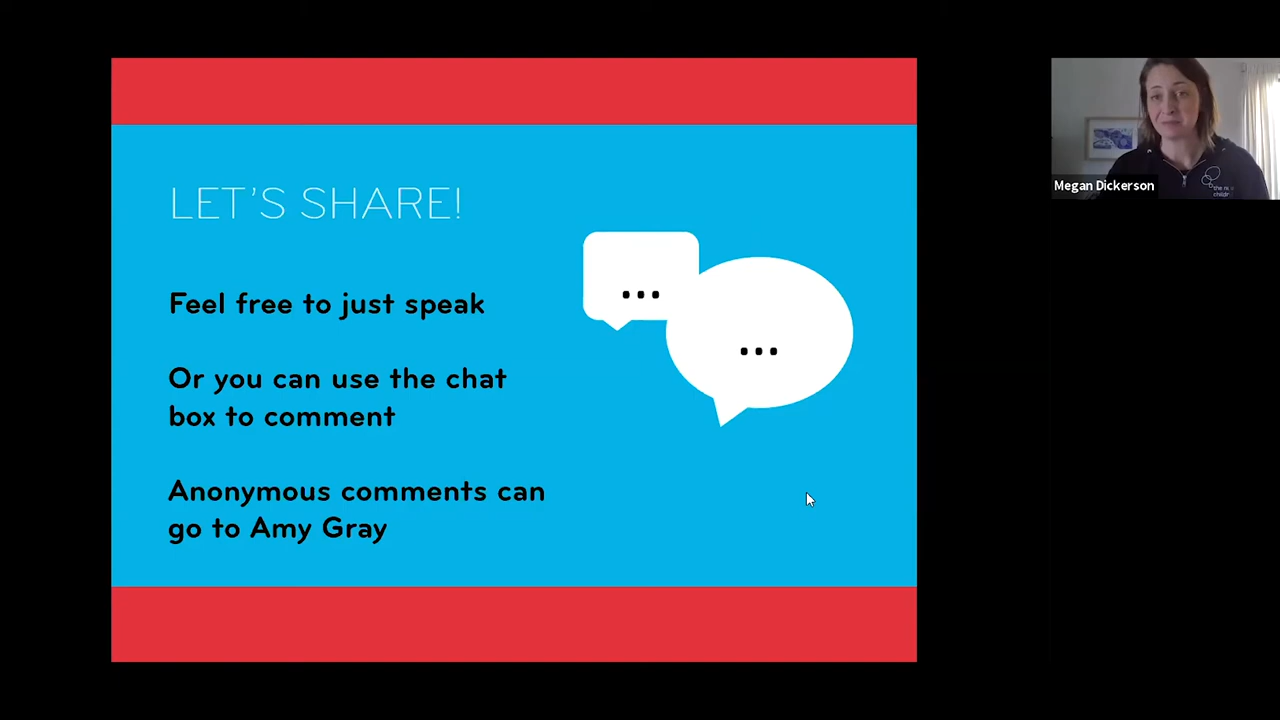 LET'S SHARE!
Feel free to just speak
Or you can use the chat
box to comment
Anonymous comments can
go to Amy Gray
...
...
Megan Dickerson